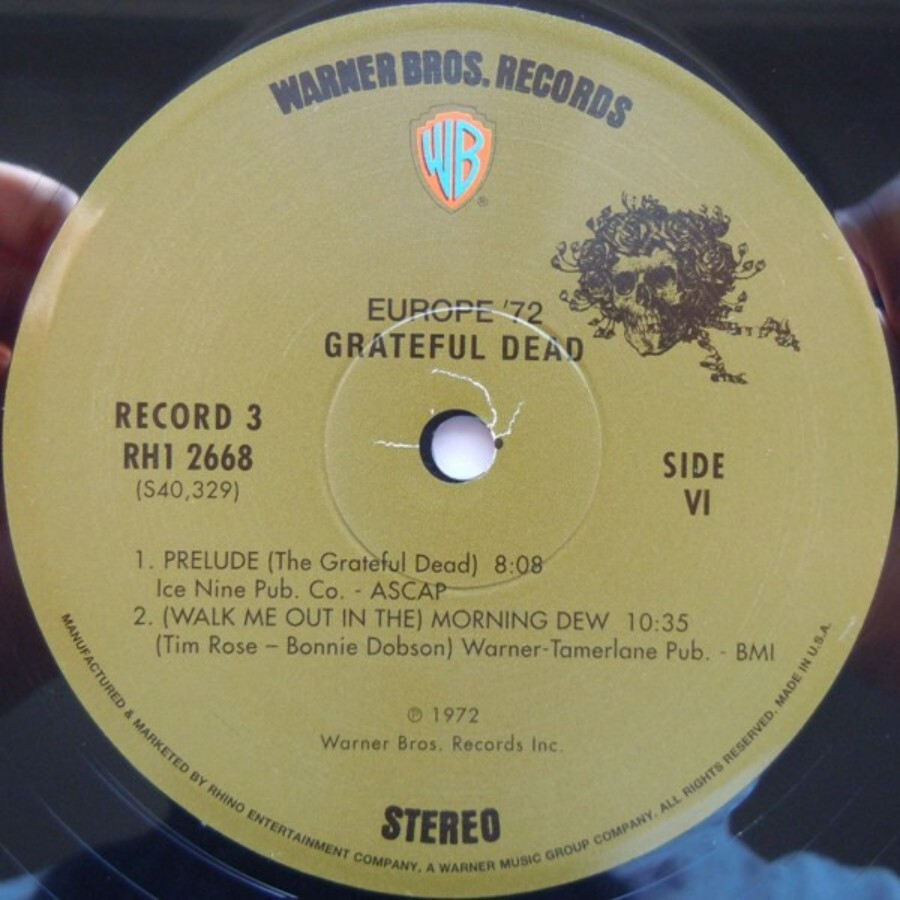 WARNER BROS. RECORDS
WB
®
EUROPE '72
GRATEFUL DEAD
RECORD 3
RH1 2668
(S40,329)
SIDE
VI
1. PRELUDE (The Grateful Dead) 8:08
Ice Nine Pub. Co. - ASCAP
2. (WALK ME OUT IN THE) MORNING DEW 10:35
(Tim Rose – Bonnie Dobson) Warner-Tamerlane Pub. - BMI
℗ 1972
Warner Bros. Records Inc.
STEREO
MANUFACTURED & MARKETED BY RHINO ENTERTAINMENT COMPANY, A WARNER MUSIC GROUP COMPANY. ALL RIGHTS RESERVED. MADE IN U.S.A.